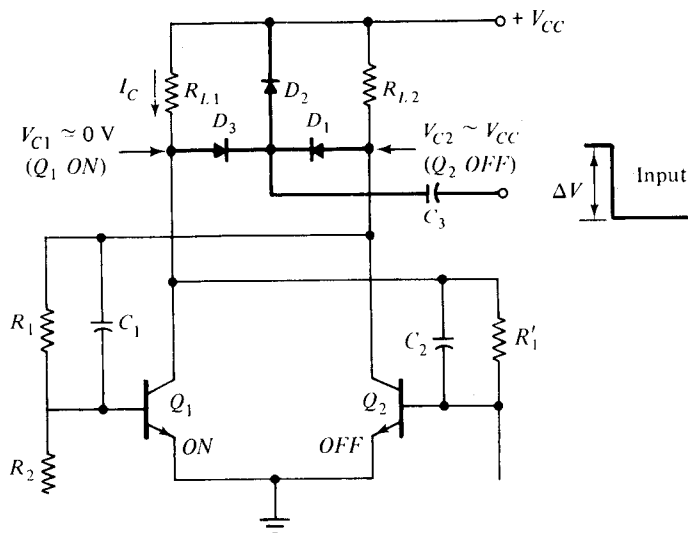 + V_CC
I_C
R_L1
D_2
R_L2
D_3
D_1
V_C1 ≃ 0 V
(Q_1 ON)
V_C2 ~ V_CC
(Q_2 OFF)
C_3
ΔV
Input
R_1
C_1
C_2
R'_1
Q_1
Q_2
ON
OFF
R_2